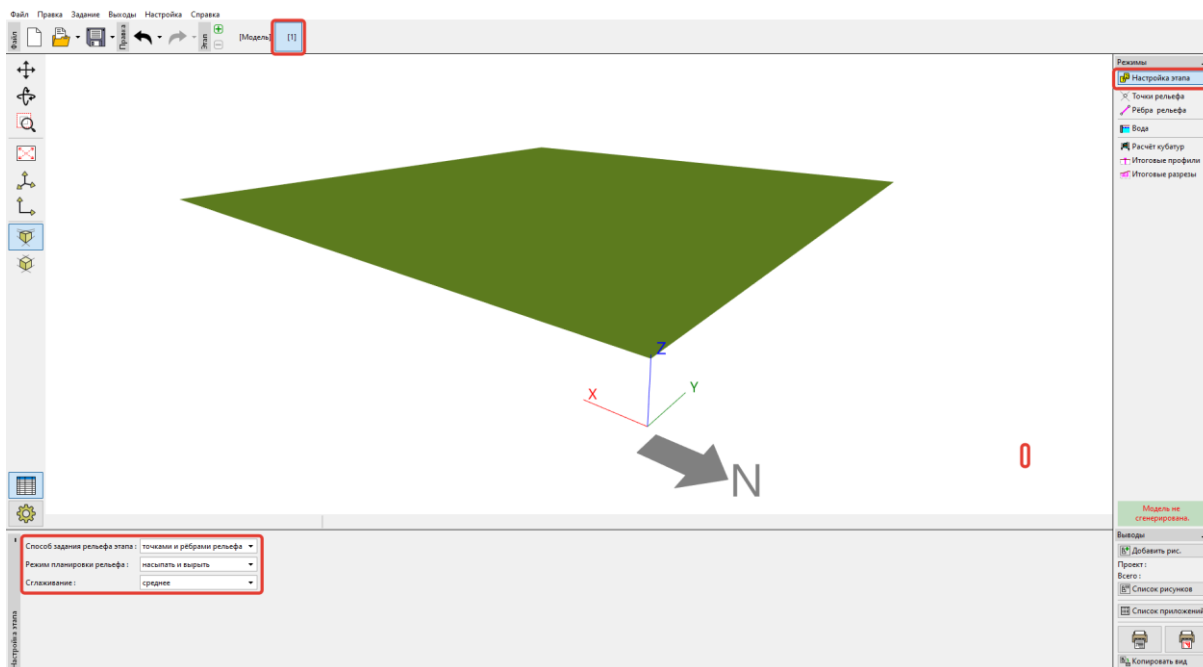 Файл Правка Задание Выходы Настройка Справка
Файл
Правка
Этап
[Модель]
[1]
Режимы
Настройка этапа
Точки рельефа
Рёбра рельефа
Вода
Расчёт кубатур
Итоговые профили
Итоговые разрезы
Z
X
Y
N
0
Модель не
сгенерирована.
Способ задания рельефа этапа : точками и рёбрами рельефа
Режим планировки рельефа : насыпать и вырыть
Сглаживание : среднее
Настройка этапа
Выводы
Добавить рис.
Проект :
Всего :
Список рисунков
Список приложений
Копировать вид